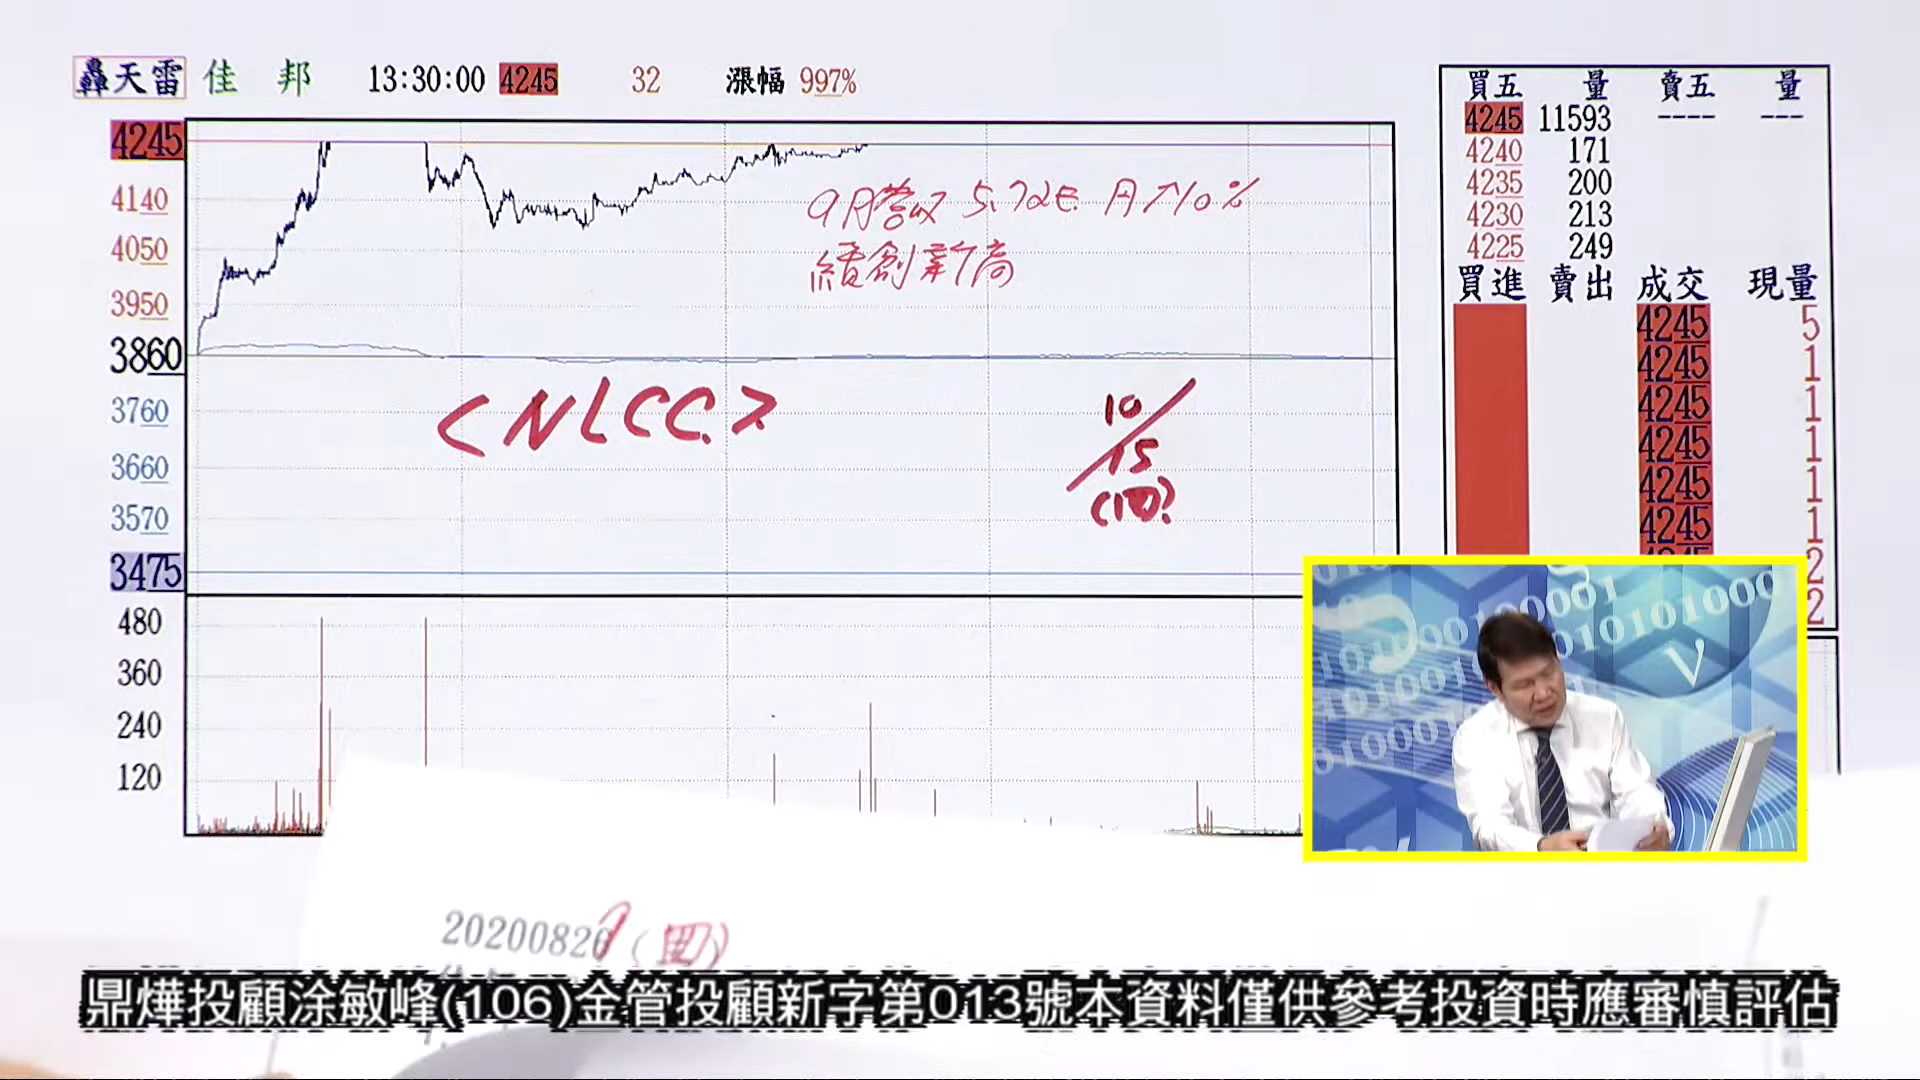 轟天雷 佳 邦 13:30:00 4245 32 漲幅 997%
4245
4140
4050
3950
3860
3760
3660
3570
3475
480
360
240
120
9月營收 5.72E 月↑10%
續創新高
<NLCC.>
10/15
(四)
買五 量 賣五 量
4245 11593 ---- ---
4240 171
4235 200
4230 213
4225 249
買進 賣出 成交 現量
4245 5
4245 1
4245 1
4245 1
4245 1
4245 1
4245 2
2
2020082 (四)
鼎燁投顧涂敏峰(106)金管投顧新字第013號本資料僅供參考投資時應審慎評估